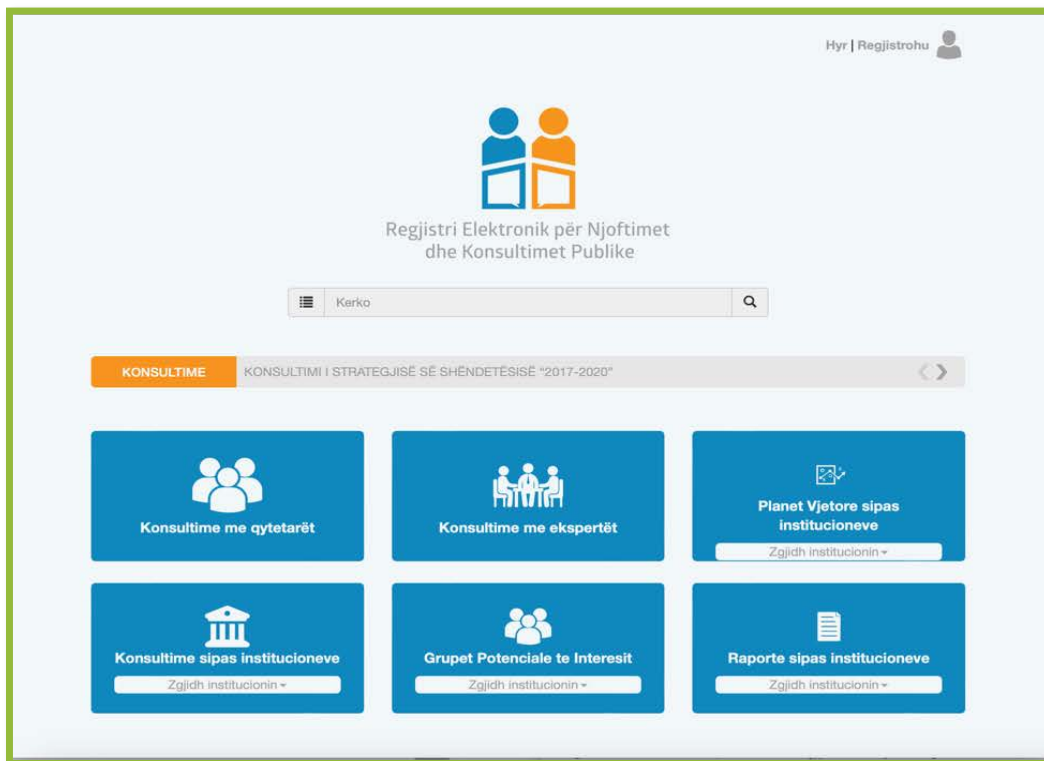 Hyr | Regjistrohu
Regjistri Elektronik për Njoftimet
dhe Konsultimet Publike
Kerko
KONSULTIME
KONSULTIMI I STRATEGJISË SË SHËNDETËSISË "2017-2020"
Konsultime me qytetarët
Konsultime me ekspertët
Planet Vjetore sipas
institucioneve
Zgjidh institucionin
Konsultime sipas institucioneve
Zgjidh institucionin
Grupet Potenciale te Interesit
Zgjidh institucionin
Raporte sipas institucioneve
Zgjidh institucionin